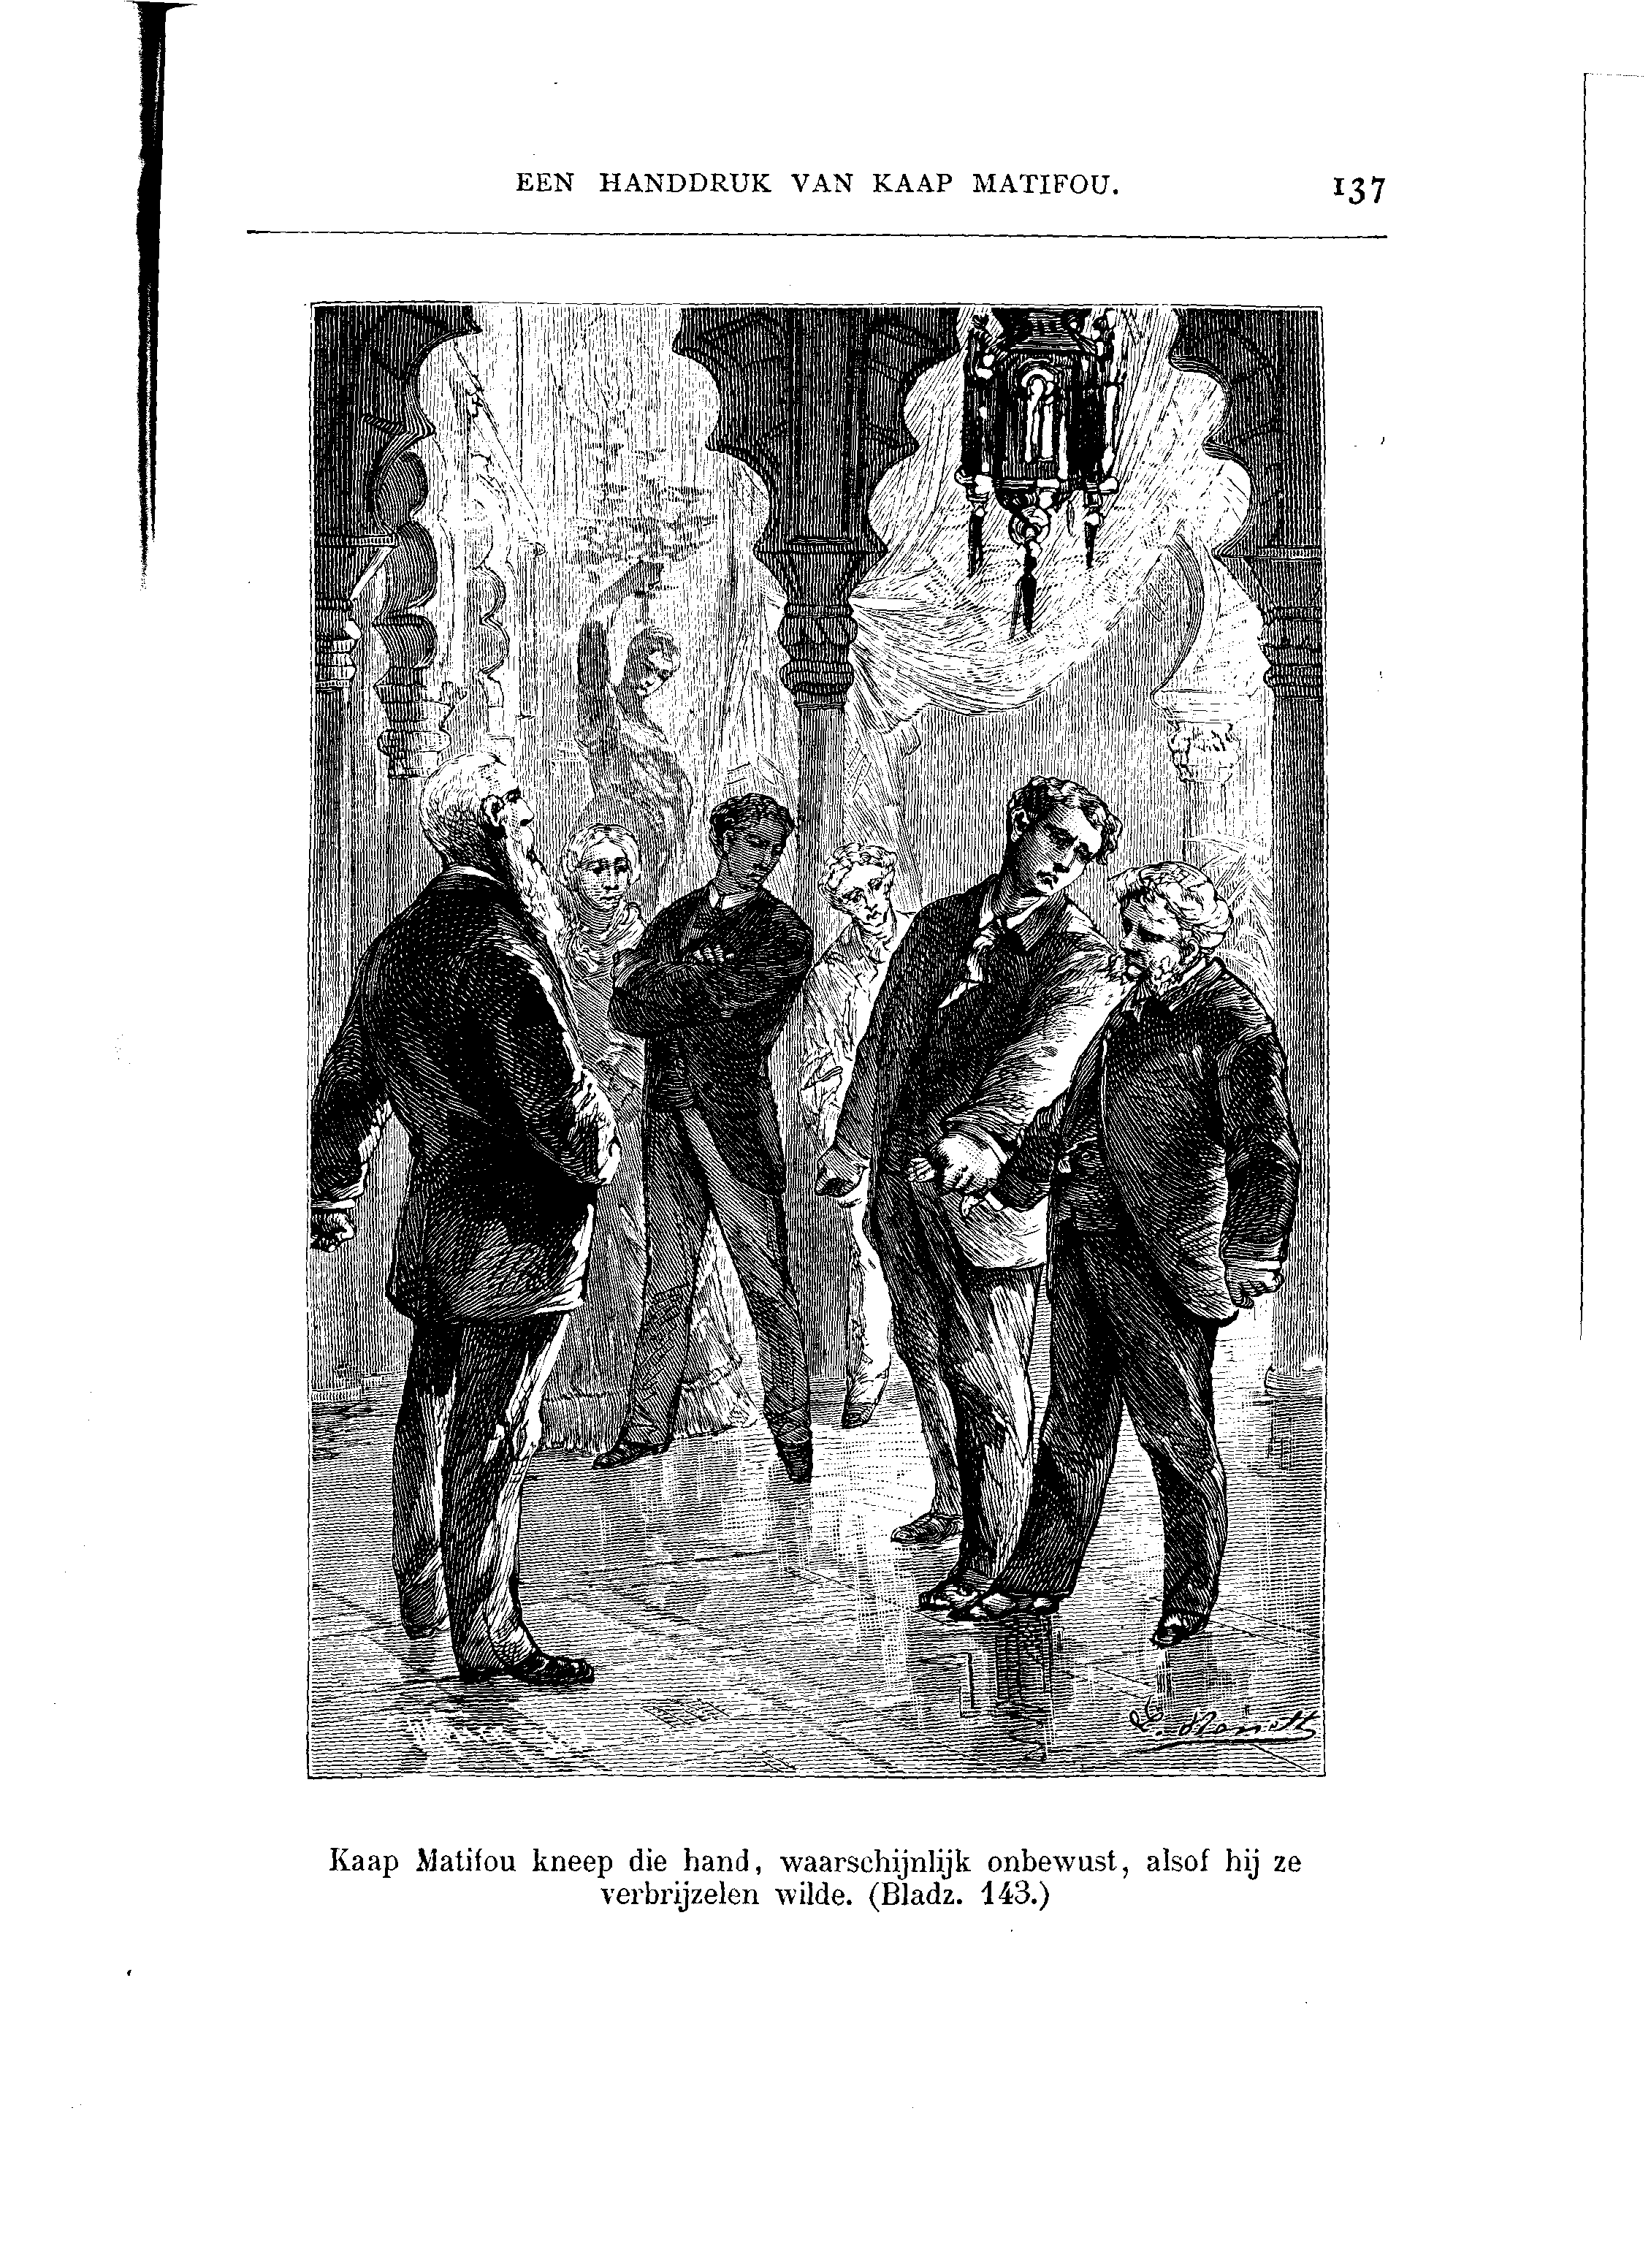 EEN HANDDRUK VAN KAAP MATIFOU. 137
L. Benett
Kaap Matifou kneep die hand, waarschijnlijk onbewust, alsof hij ze
verbrijzelen wilde. (Bladz. 143.)